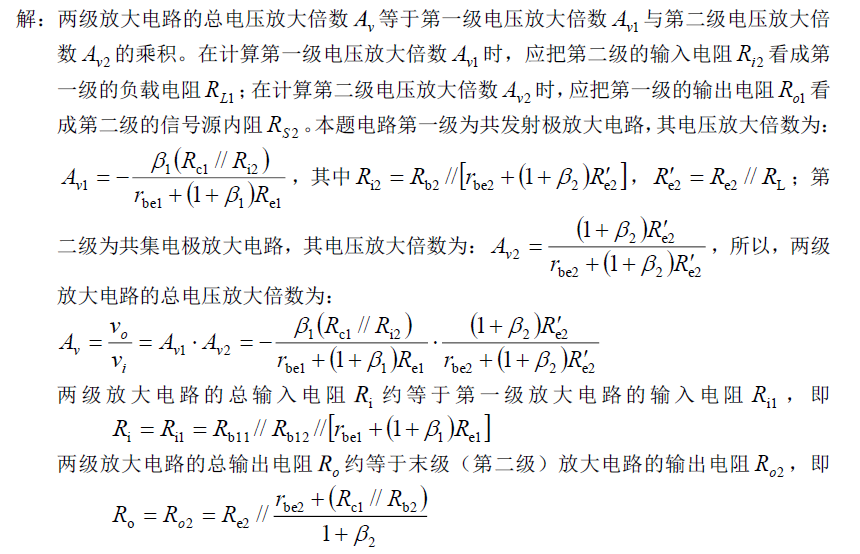 解：两级放大电路的总电压放大倍数 A_v 等于第一级电压放大倍数 A_{v1} 与第二级电压放大倍
数 A_{v2} 的乘积。在计算第一级电压放大倍数 A_{v1} 时，应把第二级的输入电阻 R_{i2} 看成第
一级的负载电阻 R_{L1}；在计算第二级电压放大倍数 A_{v2} 时，应把第一级的输出电阻 R_{o1} 看
成第二级的信号源内阻 R_{S2}。本题电路第一级为共发射极放大电路，其电压放大倍数为：
A_{v1} = -\frac{β_1(R_{c1} // R_{i2})}{r_{be1} + (1 + β_1)R_{e1}}，其中 R_{i2} = R_{b2} // [r_{be2} + (1 + β_2)R'_{e2}]，R'_{e2} = R_{e2} // R_L；第
二级为共集电极放大电路，其电压放大倍数为：A_{v2} = \frac{(1 + β_2)R'_{e2}}{r_{be2} + (1 + β_2)R'_{e2}}，所以，两级
放大电路的总电压放大倍数为：
A_v = \frac{v_o}{v_i} = A_{v1} · A_{v2} = -\frac{β_1(R_{c1} // R_{i2})}{r_{be1} + (1 + β_1)R_{e1}} · \frac{(1 + β_2)R'_{e2}}{r_{be2} + (1 + β_2)R'_{e2}}
两级放大电路的总输入电阻 R_i 约等于第一级放大电路的输入电阻 R_{i1}，即
R_i = R_{i1} = R_{b11} // R_{b12} // [r_{be1} + (1 + β_1)R_{e1}]
两级放大电路的总输出电阻 R_o 约等于末级（第二级）放大电路的输出电阻 R_{o2}，即
R_o = R_{o2} = R_{e2} // \frac{r_{be2} + (R_{c1} // R_{b2})}{1 + β_2}